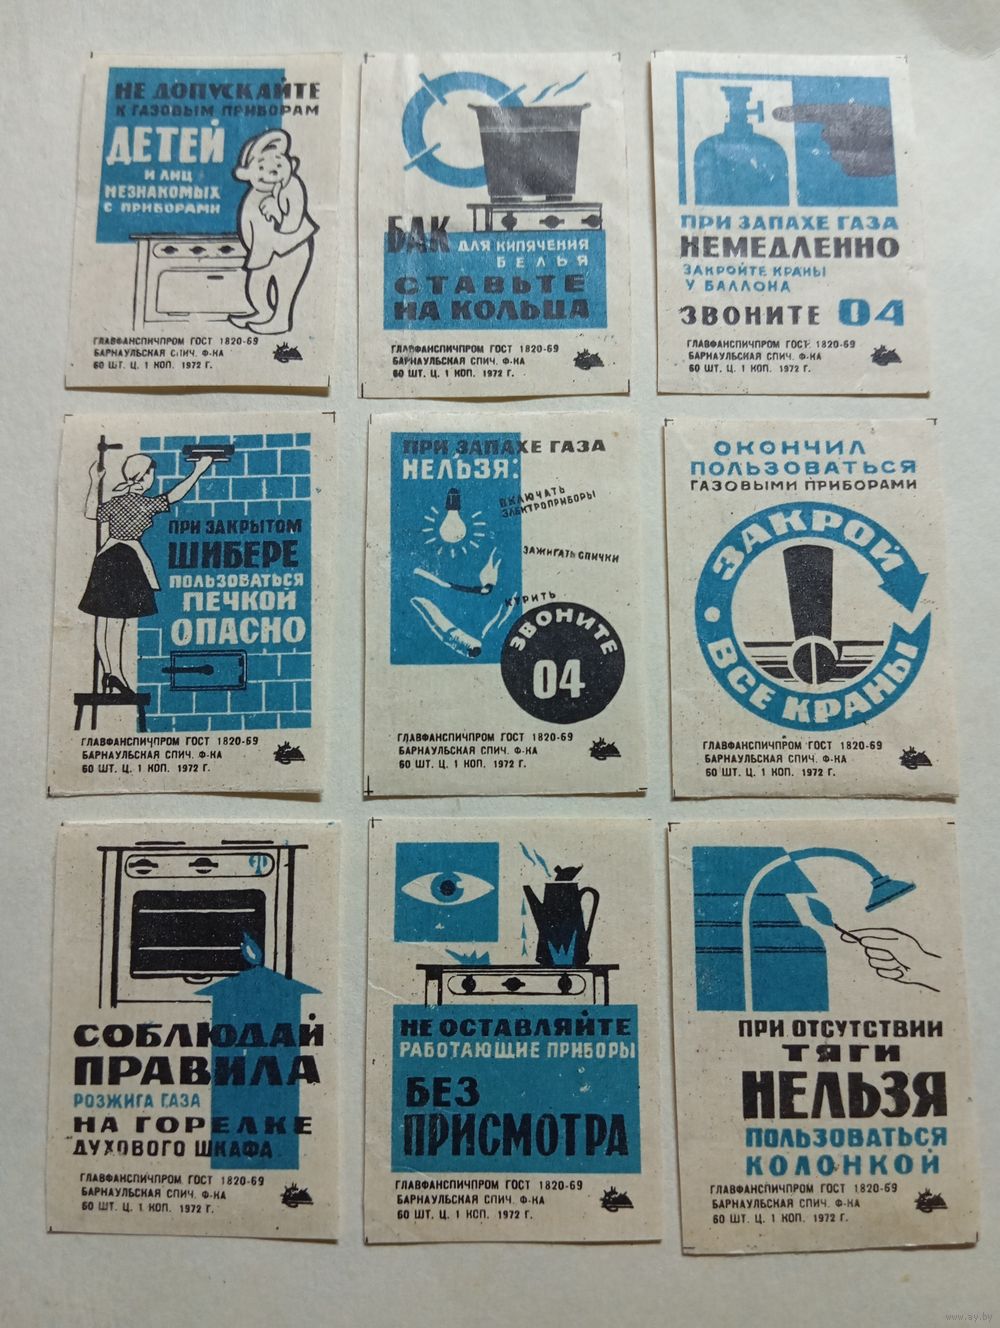 НЕ ДОПУСКАЙТЕ
К ГАЗОВЫМ ПРИБОРАМ
ДЕТЕЙ
И ЛИЦ
НЕЗНАКОМЫХ
С ПРИБОРАМИ
ГЛАВФАНСПИЧПРОМ ГОСТ 1820-69
БАРНАУЛЬСКАЯ СПИЧ. Ф-КА
60 ШТ. Ц. 1 КОП. 1972 Г.
БАК ДЛЯ КИПЯЧЕНИЯ
БЕЛЬЯ
СТАВЬТЕ
НА КОЛЬЦА
ГЛАВФАНСПИЧПРОМ ГОСТ 1820-69
БАРНАУЛЬСКАЯ СПИЧ. Ф-КА
60 ШТ. Ц. 1 КОП. 1972 Г.
ПРИ ЗАПАХЕ ГАЗА
НЕМЕДЛЕННО
ЗАКРОЙТЕ КРАНЫ
У БАЛЛОНА
ЗВОНИТЕ 04
ГЛАВФАНСПИЧПРОМ ГОСТ 1820-69
БАРНАУЛЬСКАЯ СПИЧ. Ф-КА
60 ШТ. Ц. 1 КОП. 1972 Г.
ПРИ ЗАКРЫТОМ
ШИБЕРЕ
ПОЛЬЗОВАТЬСЯ
ПЕЧКОЙ
ОПАСНО
ГЛАВФАНСПИЧПРОМ ГОСТ 1820-69
БАРНАУЛЬСКАЯ СПИЧ. Ф-КА
60 ШТ. Ц. 1 КОП. 1972 Г.
ПРИ ЗАПАХЕ ГАЗА
НЕЛЬЗЯ:
ВКЛЮЧАТЬ
ЭЛЕКТРОПРИБОРЫ
ЗАЖИГАТЬ СПИЧКИ
КУРИТЬ
ЗВОНИТЕ
04
ГЛАВФАНСПИЧПРОМ ГОСТ 1820-69
БАРНАУЛЬСКАЯ СПИЧ. Ф-КА
60 ШТ. Ц. 1 КОП. 1972 Г.
ОКОНЧИЛ
ПОЛЬЗОВАТЬСЯ
ГАЗОВЫМИ ПРИБОРАМИ
ЗАКРОЙ
ВСЕ КРАНЫ
ГЛАВФАНСПИЧПРОМ ГОСТ 1820-69
БАРНАУЛЬСКАЯ СПИЧ. Ф-КА
60 ШТ. Ц. 1 КОП. 1972 Г.
СОБЛЮДАЙ
ПРАВИЛА
РОЗЖИГА ГАЗА
НА ГОРЕЛКЕ
ДУХОВОГО ШКАФА
ГЛАВФАНСПИЧПРОМ ГОСТ 1820-69
БАРНАУЛЬСКАЯ СПИЧ. Ф-КА
60 ШТ. Ц. 1 КОП. 1972 Г.
НЕ ОСТАВЛЯЙТЕ
РАБОТАЮЩИЕ ПРИБОРЫ
БЕЗ
ПРИСМОТРА
ГЛАВФАНСПИЧПРОМ ГОСТ 1820-69
БАРНАУЛЬСКАЯ СПИЧ. Ф-КА
60 ШТ. Ц. 1 КОП. 1972 Г.
ПРИ ОТСУТСТВИИ
ТЯГИ
НЕЛЬЗЯ
ПОЛЬЗОВАТЬСЯ
КОЛОНКОЙ
ГЛАВФАНСПИЧПРОМ ГОСТ 1820-69
БАРНАУЛЬСКАЯ СПИЧ. Ф-КА
60 ШТ. Ц. 1 КОП. 1972 Г.
www.ay.by